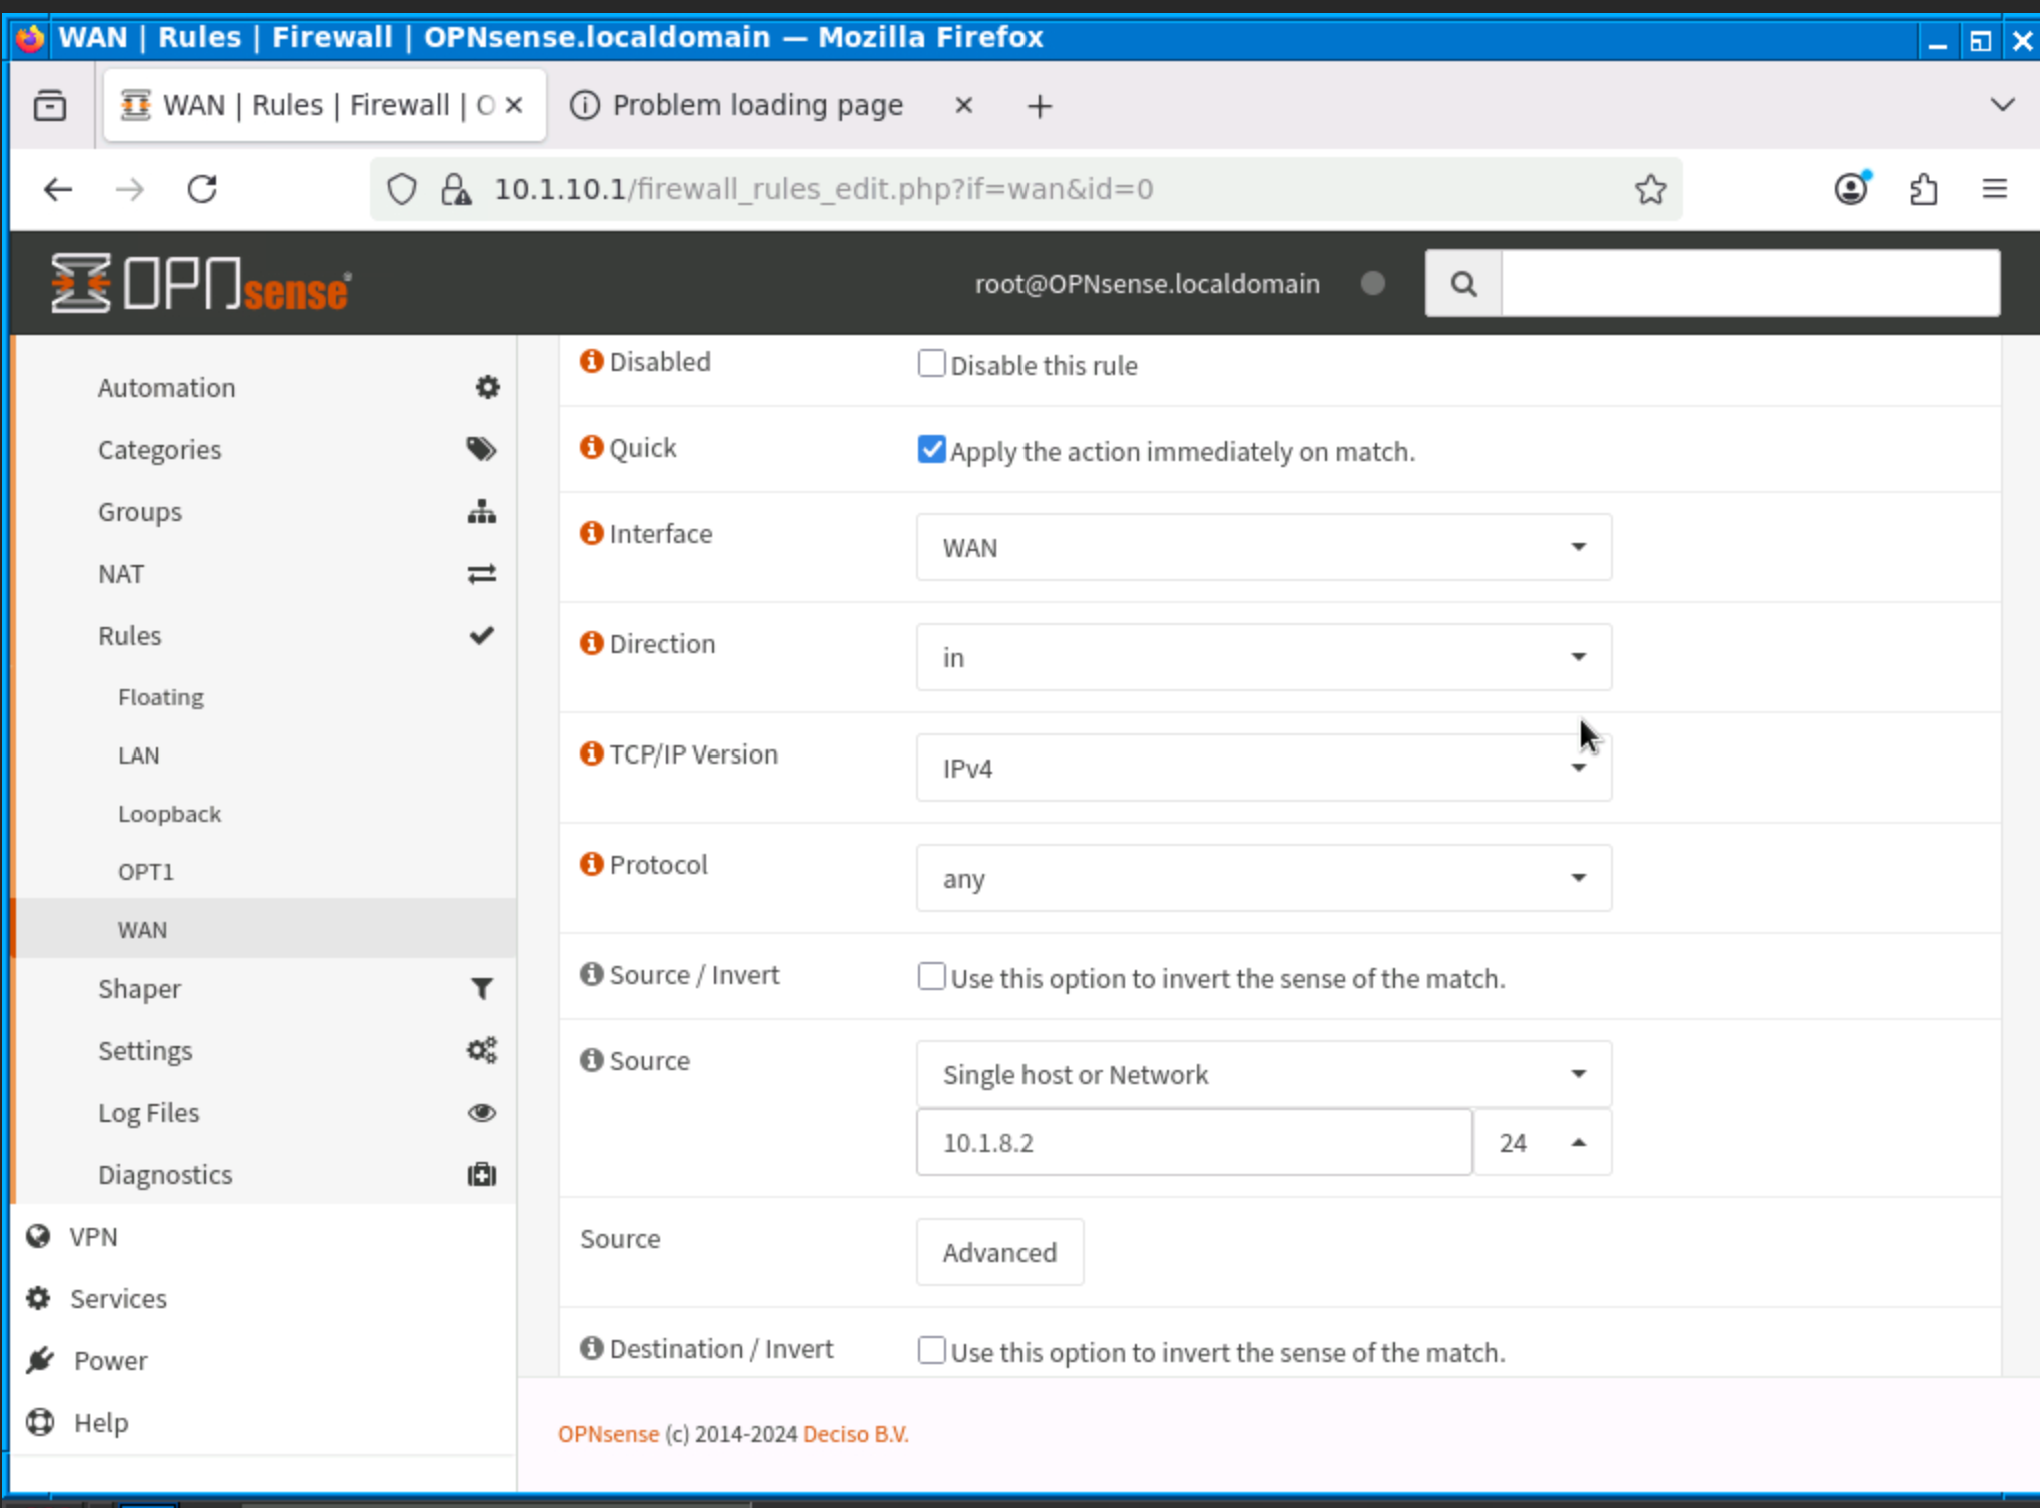 WAN | Rules | Firewall | OPNsense.localdomain — Mozilla Firefox
WAN | Rules | Firewall | O
Problem loading page
10.1.10.1/firewall_rules_edit.php?if=wan&id=0
OPNsense
root@OPNsense.localdomain
Automation
Categories
Groups
NAT
Rules
Floating
LAN
Loopback
OPT1
WAN
Shaper
Settings
Log Files
Diagnostics
VPN
Services
Power
Help
Disabled
Disable this rule
Quick
Apply the action immediately on match.
Interface
WAN
Direction
in
TCP/IP Version
IPv4
Protocol
any
Source / Invert
Use this option to invert the sense of the match.
Source
Single host or Network
10.1.8.2
24
Source
Advanced
Destination / Invert
Use this option to invert the sense of the match.
OPNsense (c) 2014-2024 Deciso B.V.